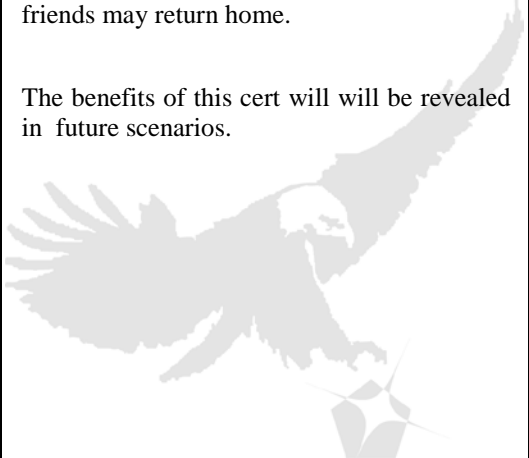 friends may return home.
The benefits of this cert will will be revealed
in future scenarios.